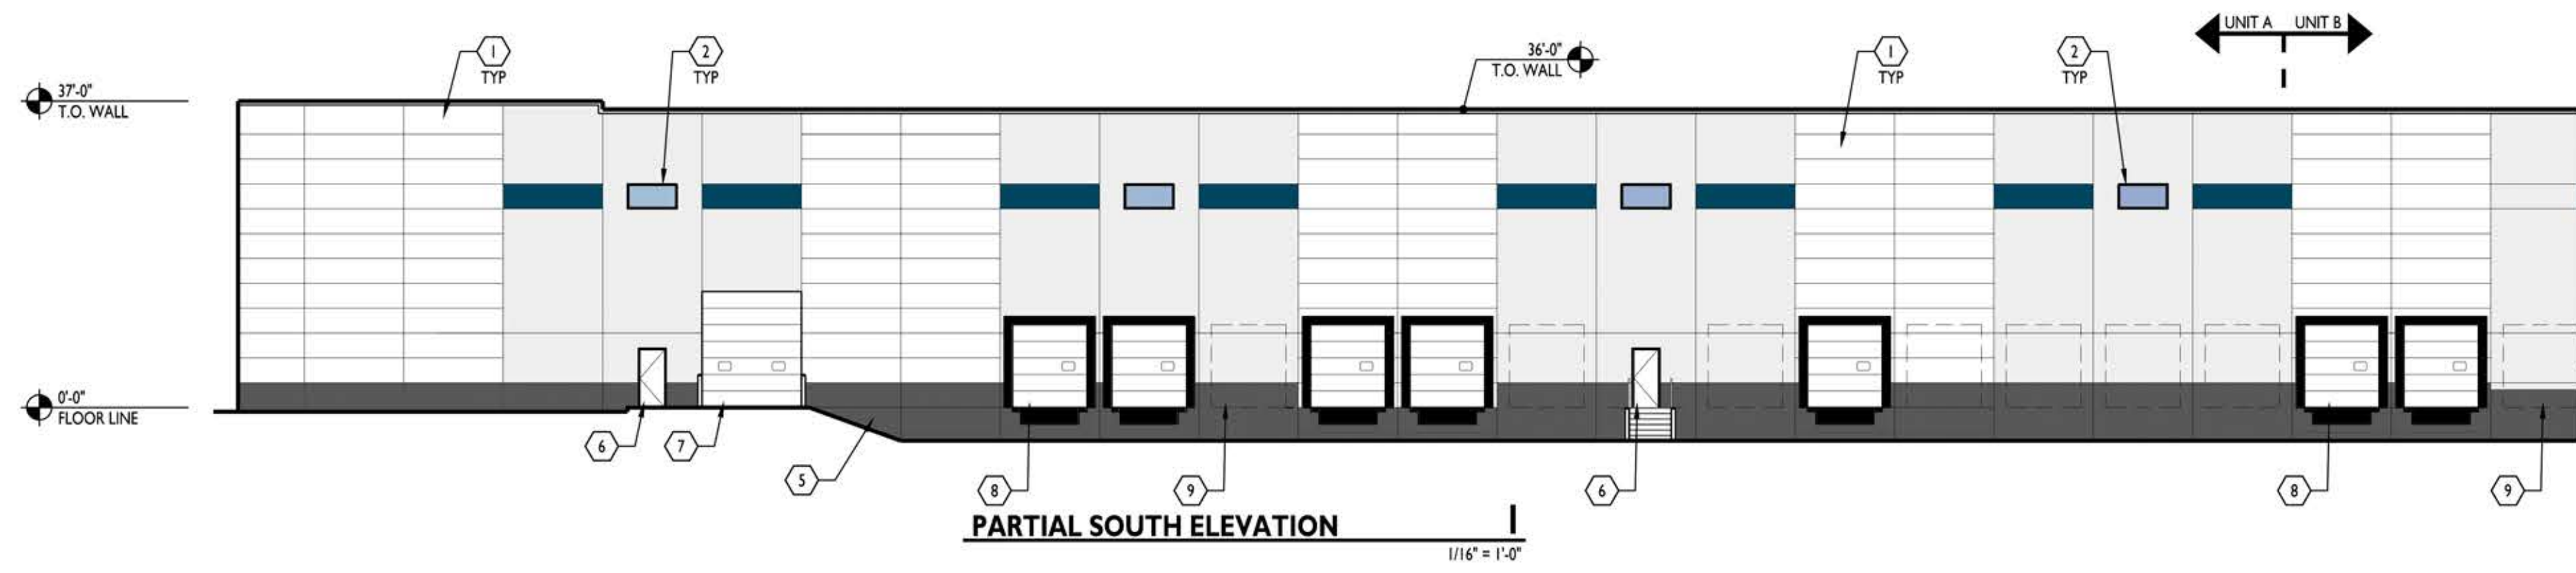 UNIT A UNIT B
1
TYP
2
TYP
36'-0"
T.O. WALL
1
TYP
2
TYP
37'-0"
T.O. WALL
0'-0"
FLOOR LINE
6
7
5
8
9
6
8
9
PARTIAL SOUTH ELEVATION 1
1/16" = 1'-0"